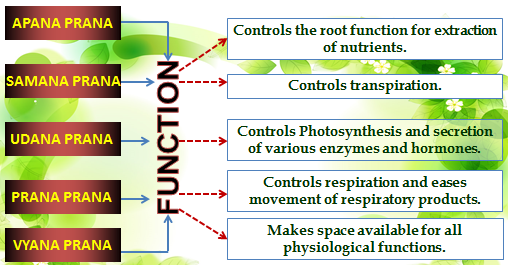 APANA PRANA
SAMANA PRANA
UDANA PRANA
PRANA PRANA
VYANA PRANA
FUNCTION
Controls the root function for extraction
of nutrients.
Controls transpiration.
Controls Photosynthesis and secretion
of various enzymes and hormones.
Controls respiration and eases
movement of respiratory products.
Makes space available for all
physiological functions.